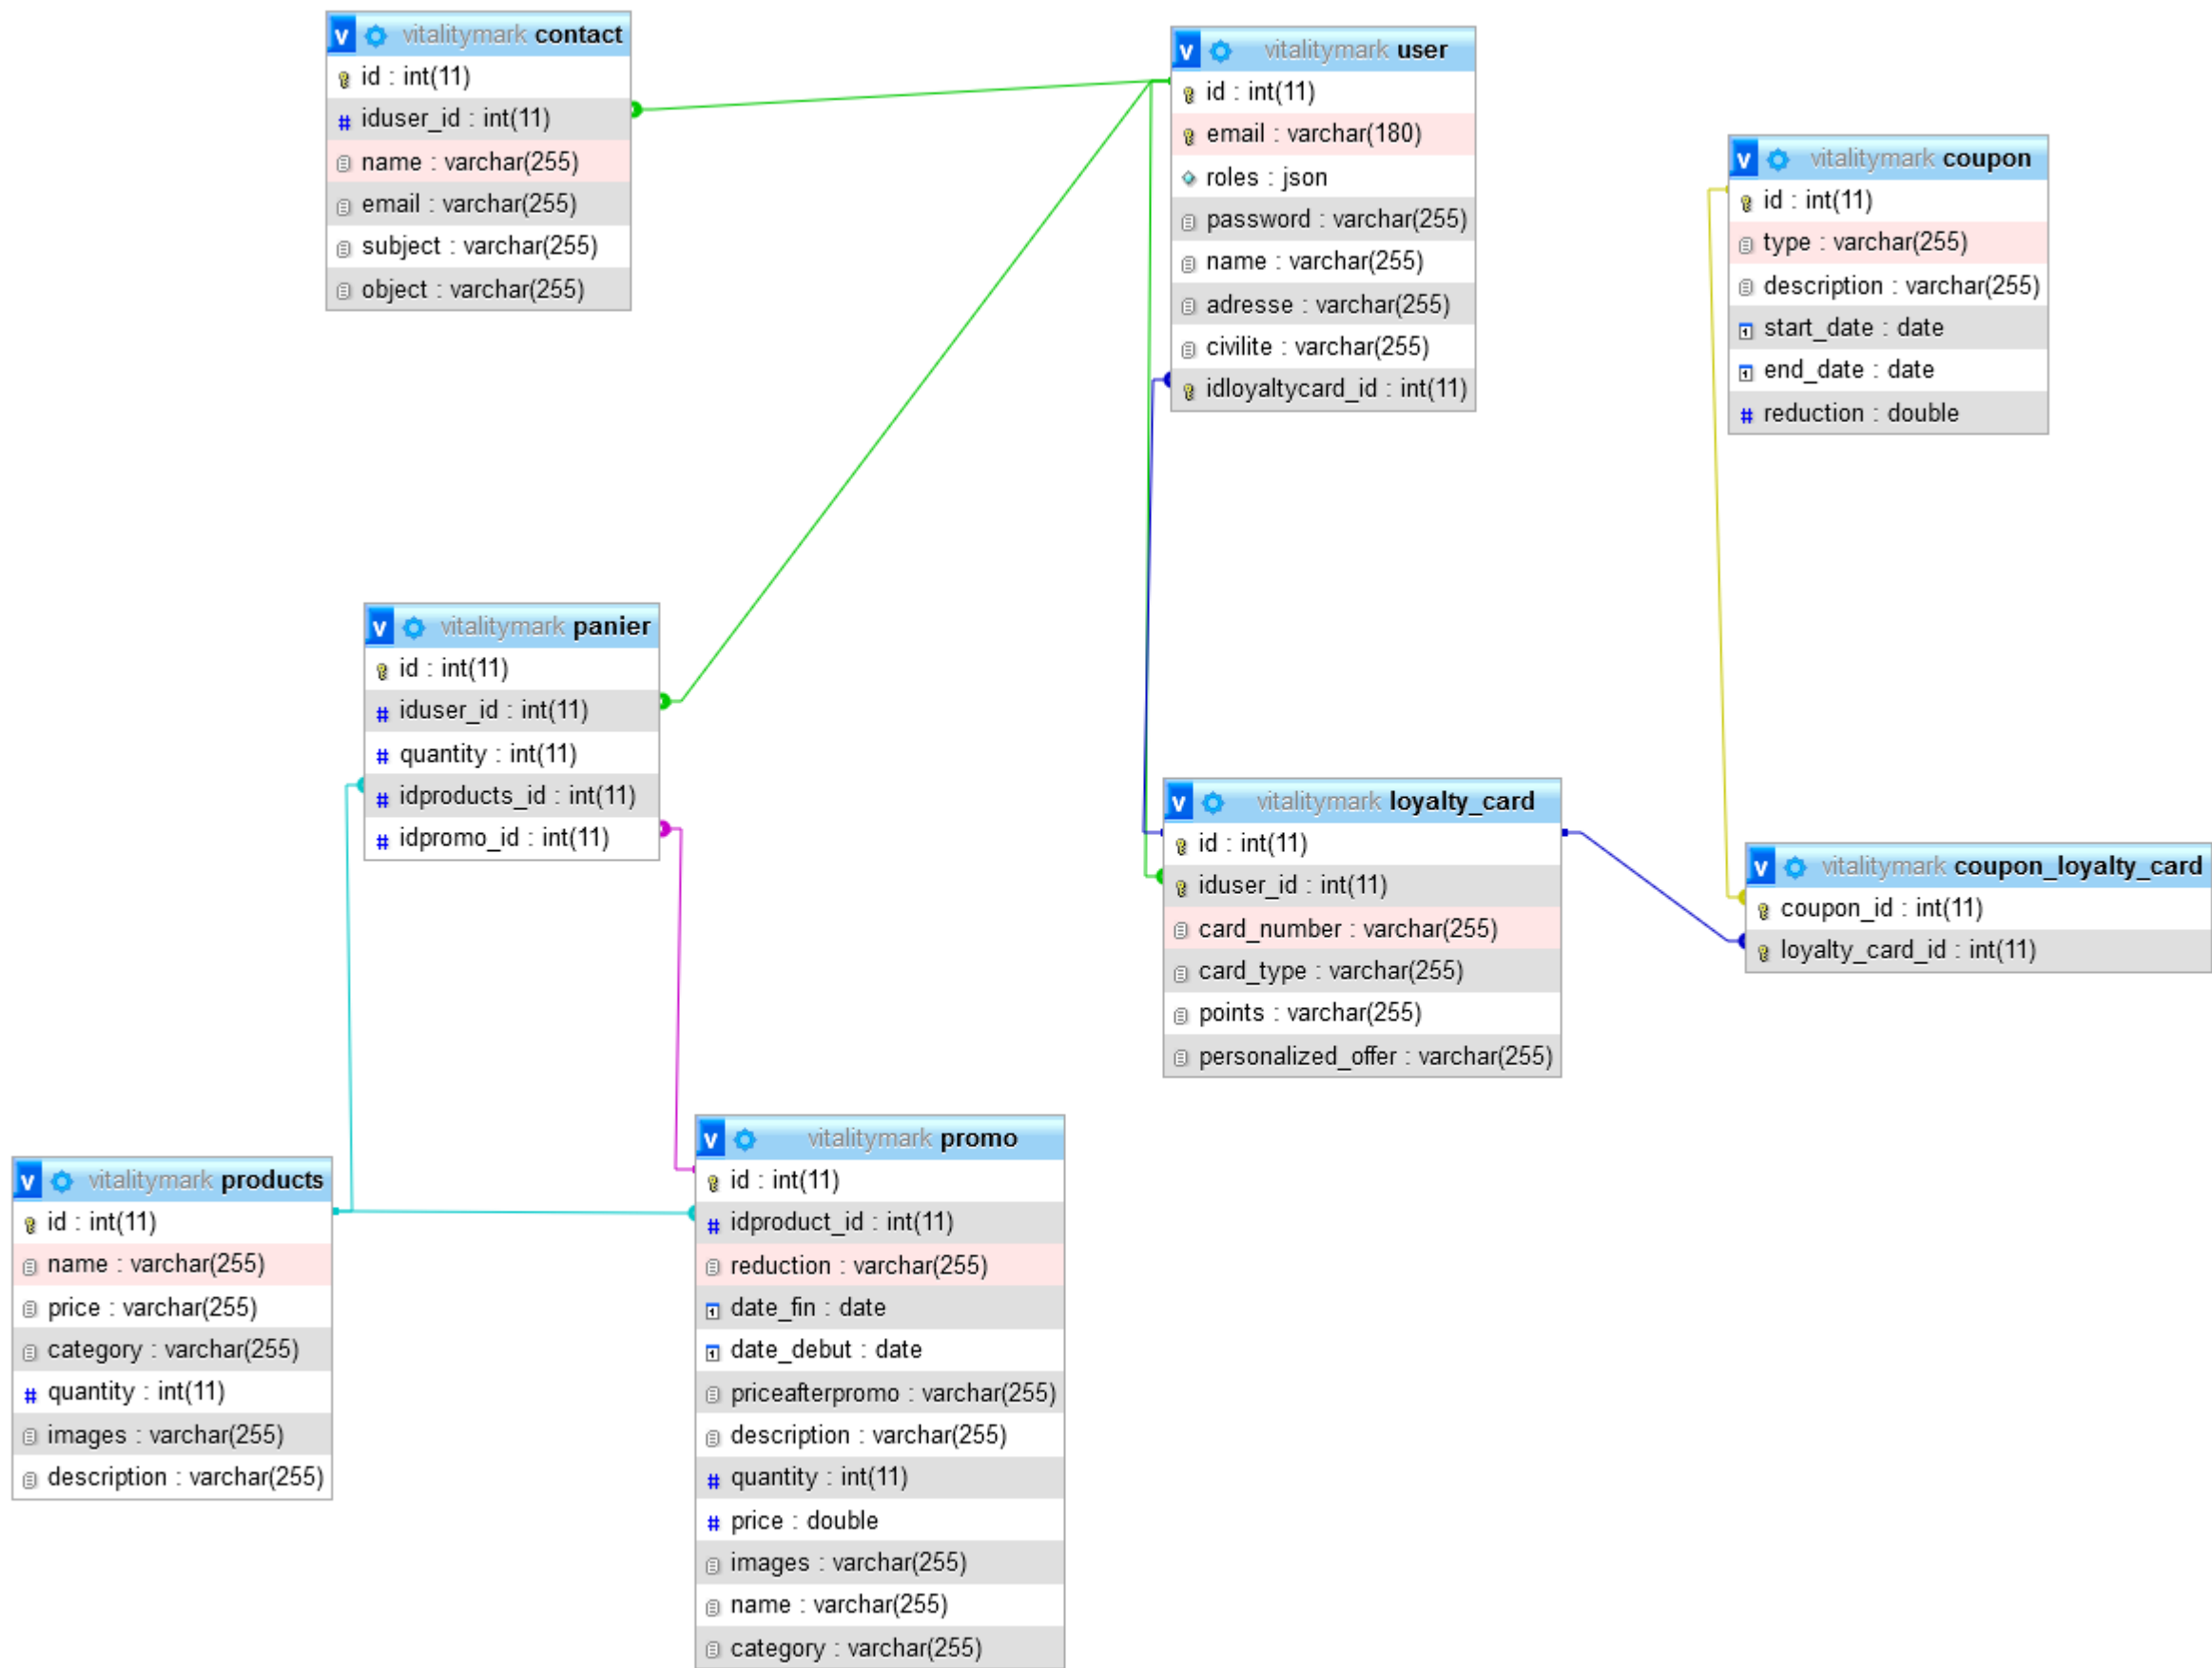 v vitalitymark contact
id : int(11)
iduser_id : int(11)
name : varchar(255)
email : varchar(255)
subject : varchar(255)
object : varchar(255)
v vitalitymark user
id : int(11)
email : varchar(180)
roles : json
password : varchar(255)
name : varchar(255)
adresse : varchar(255)
civilite : varchar(255)
idloyaltycard_id : int(11)
v vitalitymark coupon
id : int(11)
type : varchar(255)
description : varchar(255)
start_date : date
end_date : date
reduction : double
v vitalitymark panier
id : int(11)
iduser_id : int(11)
quantity : int(11)
idproducts_id : int(11)
idpromo_id : int(11)
v vitalitymark loyalty_card
id : int(11)
iduser_id : int(11)
card_number : varchar(255)
card_type : varchar(255)
points : varchar(255)
personalized_offer : varchar(255)
v vitalitymark coupon_loyalty_card
coupon_id : int(11)
loyalty_card_id : int(11)
v vitalitymark products
id : int(11)
name : varchar(255)
price : varchar(255)
category : varchar(255)
quantity : int(11)
images : varchar(255)
description : varchar(255)
v vitalitymark promo
id : int(11)
idproduct_id : int(11)
reduction : varchar(255)
date_fin : date
date_debut : date
priceafterpromo : varchar(255)
description : varchar(255)
quantity : int(11)
price : double
images : varchar(255)
name : varchar(255)
category : varchar(255)